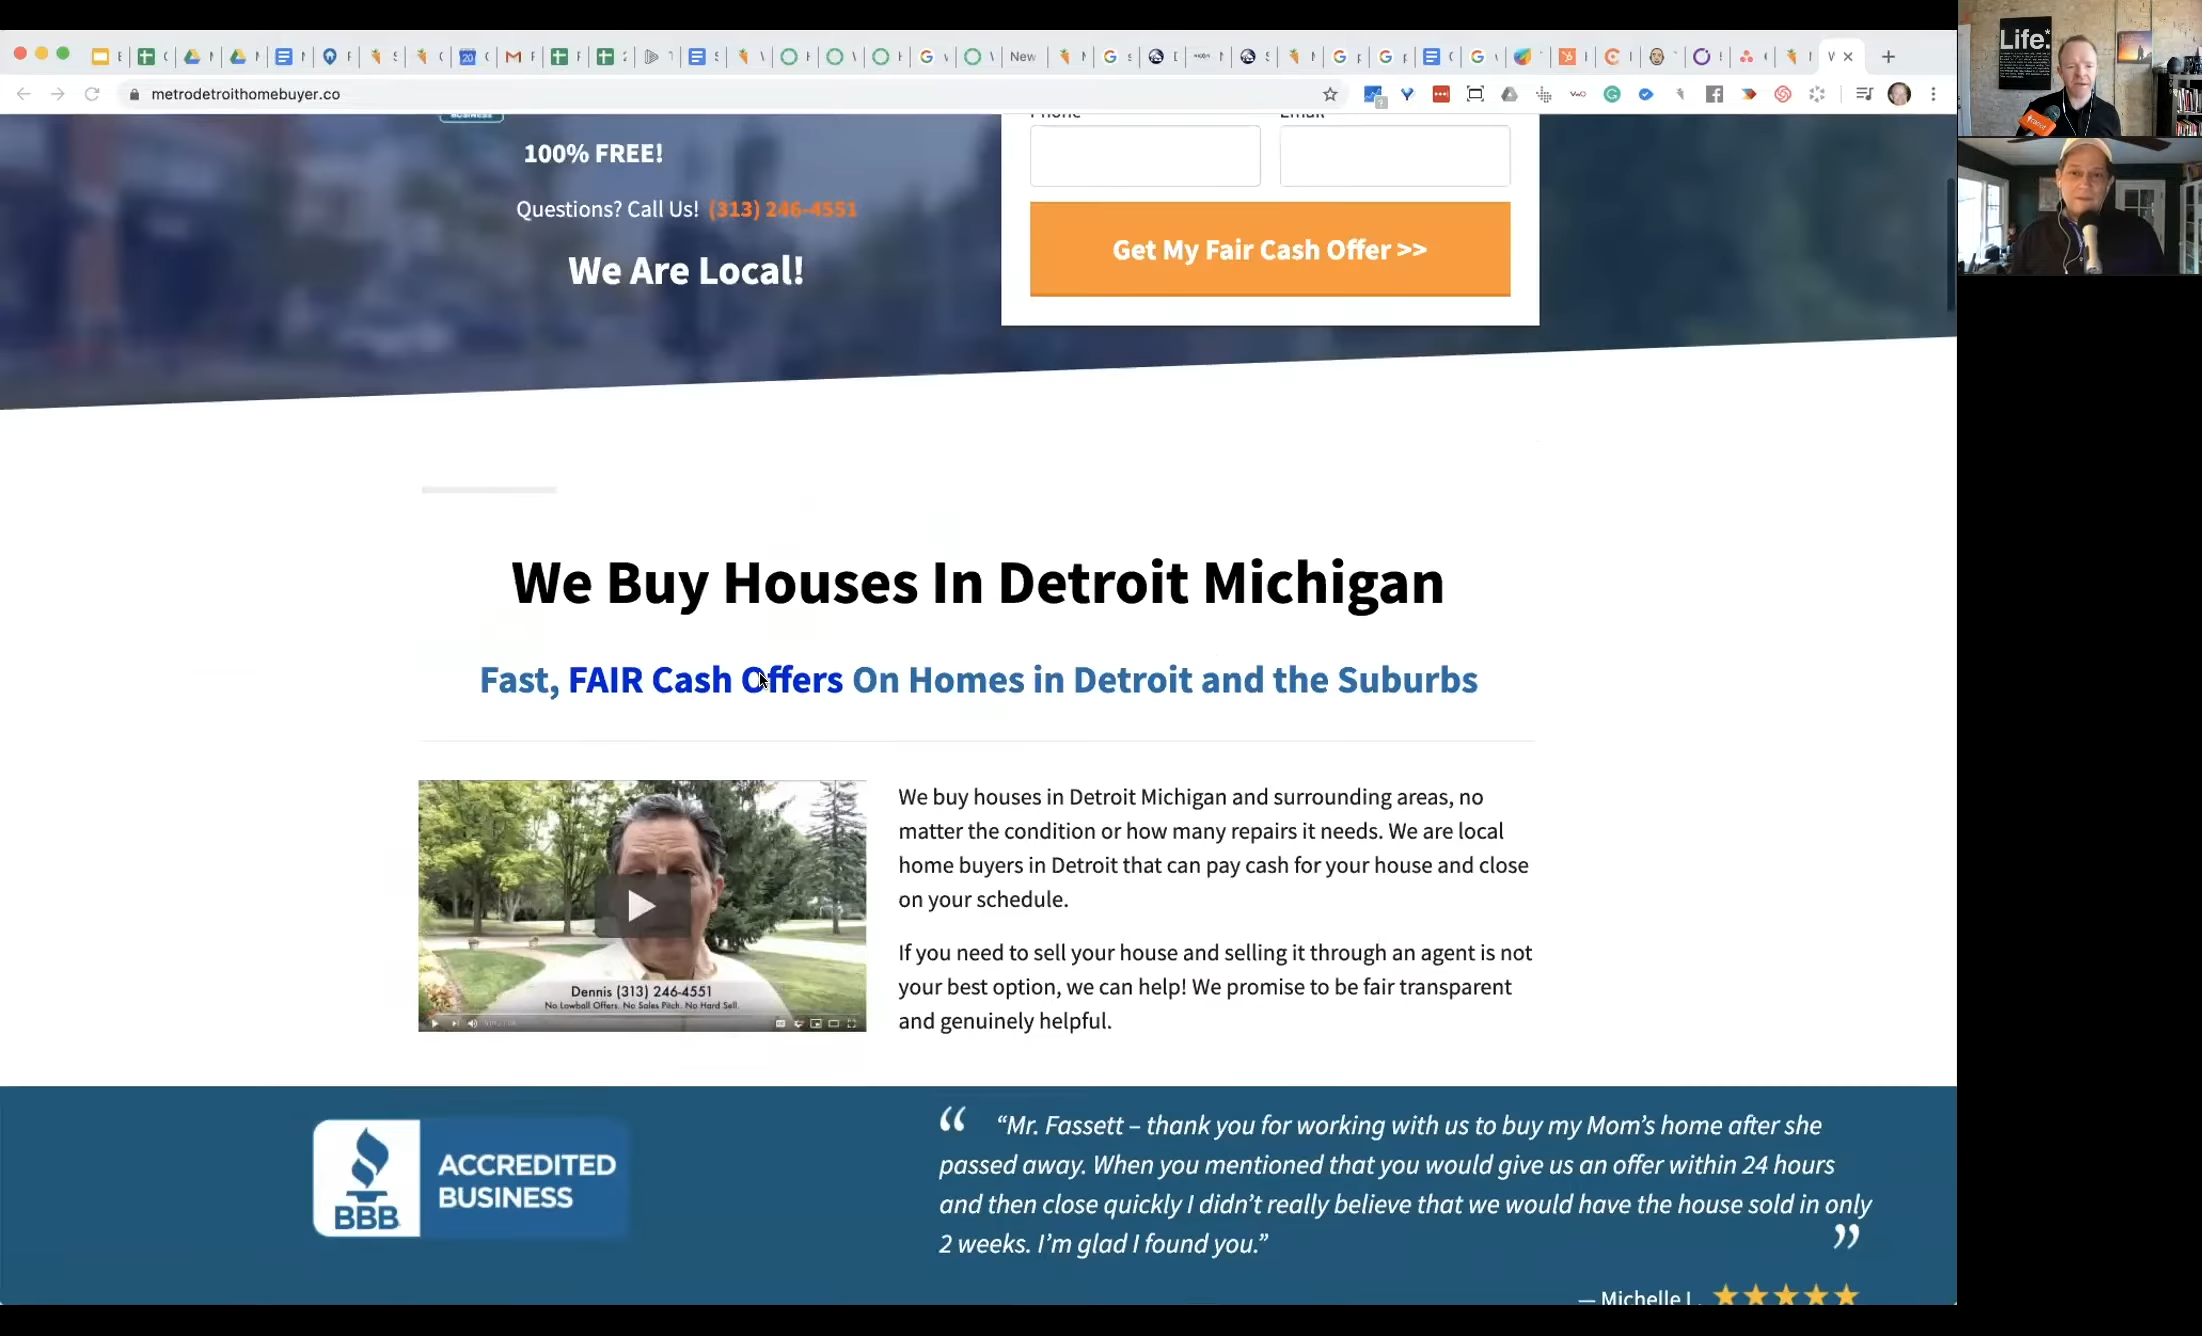 Life.
New
metrodetroithomebuyer.co
BUSINESS
Phone
Email
100% FREE!
Questions? Call Us! (313) 246-4551
We Are Local!
Get My Fair Cash Offer >>
We Buy Houses In Detroit Michigan
Fast, FAIR Cash Offers On Homes in Detroit and the Suburbs
Dennis (313) 246-4551
No Lowball Offers. No Sales Pitch. No Hard Sell.
We buy houses in Detroit Michigan and surrounding areas, no
matter the condition or how many repairs it needs. We are local
home buyers in Detroit that can pay cash for your house and close
on your schedule.
If you need to sell your house and selling it through an agent is not
your best option, we can help! We promise to be fair transparent
and genuinely helpful.
BBB
ACCREDITED
BUSINESS
“ “Mr. Fassett – thank you for working with us to buy my Mom’s home after she
passed away. When you mentioned that you would give us an offer within 24 hours
and then close quickly I didn’t really believe that we would have the house sold in only
2 weeks. I’m glad I found you.” ”
— Michelle L.